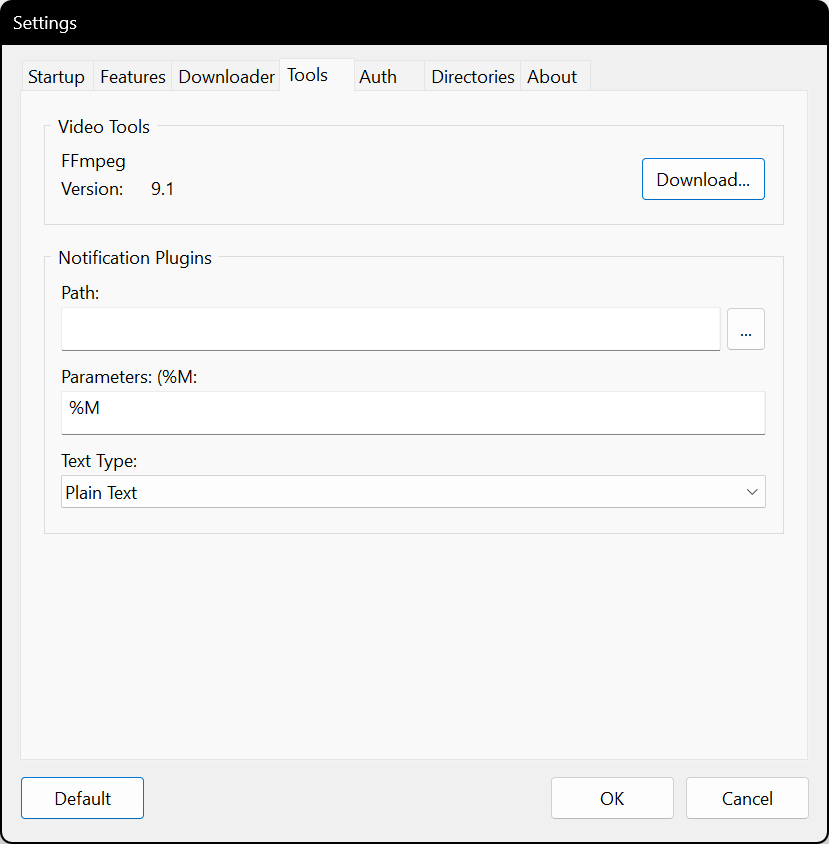 Settings
Startup Features Downloader Tools Auth Directories About
Video Tools
FFmpeg
Version: 9.1
Download...
Notification Plugins
Path:
...
Parameters: (%M:
%M
Text Type:
Plain Text
Default OK Cancel